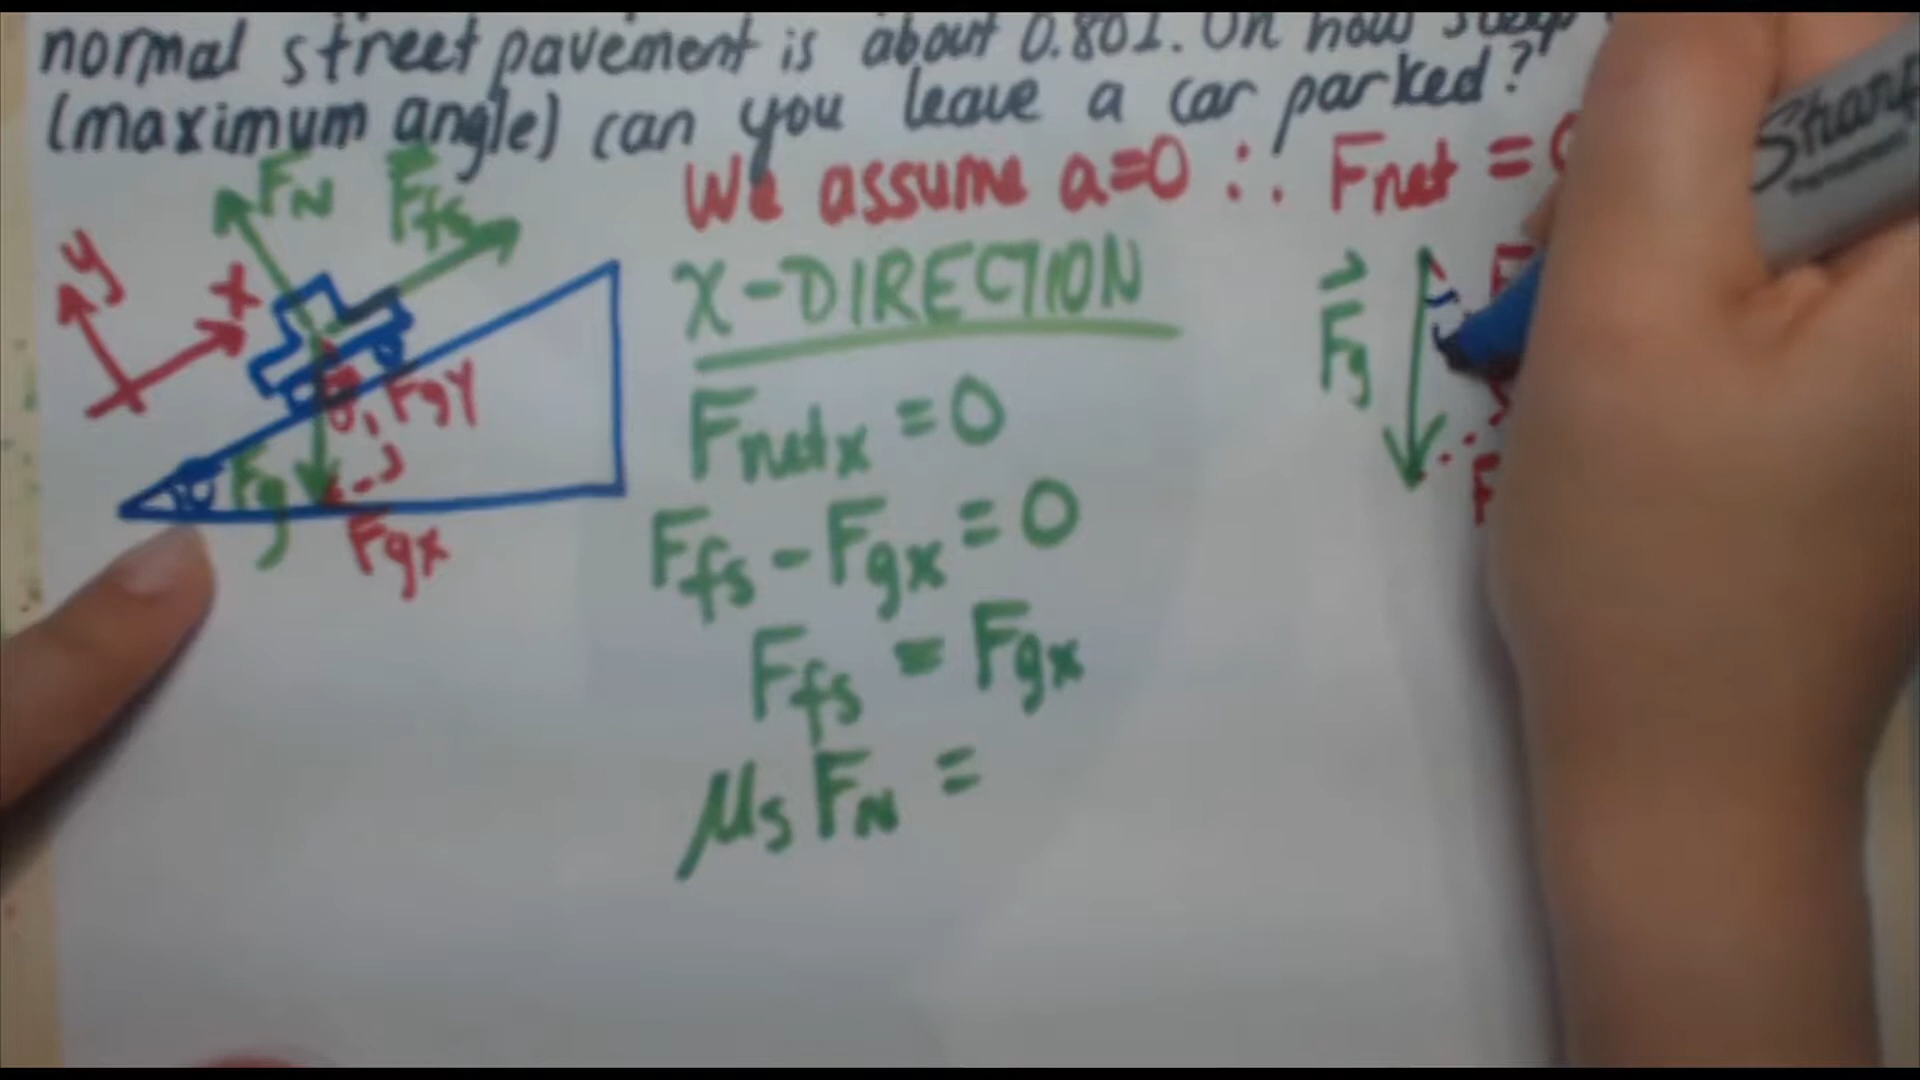 normal street pavement is about 0.801. On how
(maximum angle) can you leave a car parked?
We assume a=0 ∴ Fnet =
FN Ffs
y x
X-DIRECTION
Fg
Fgy
Fnetx = 0
Fg
Fgx
Ffs - Fgx = 0
Ffs = Fgx
μs FN =